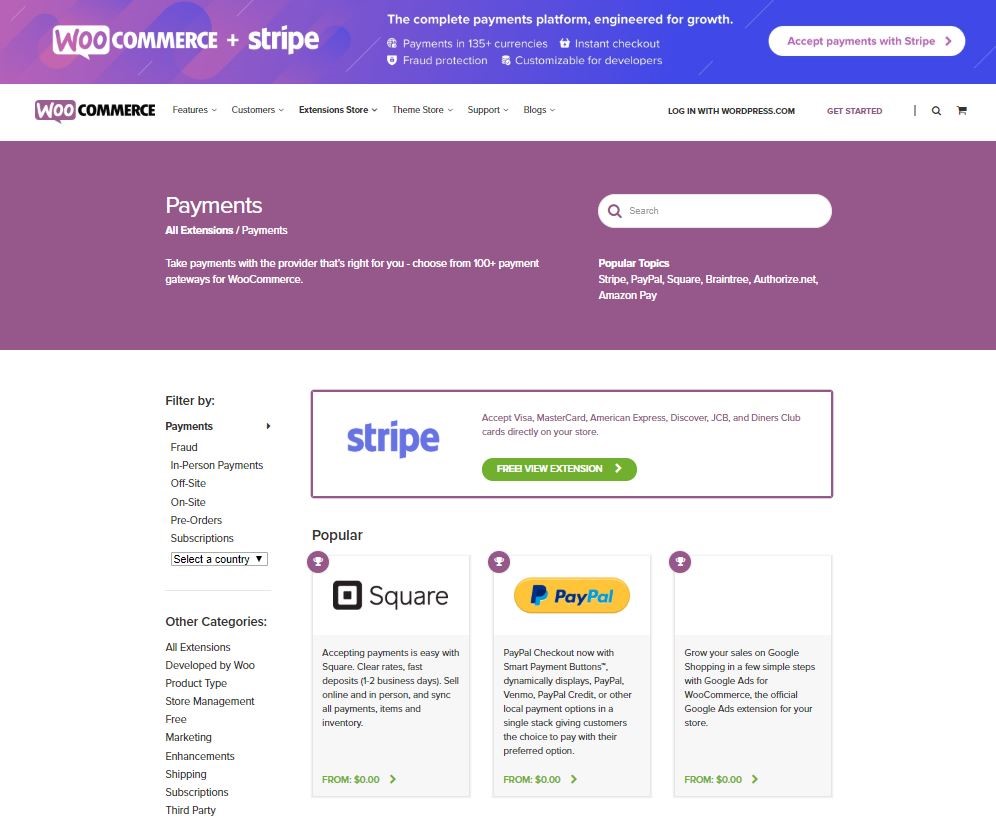 WOOCOMMERCE + stripe
The complete payments platform, engineered for growth.
Payments in 135+ currencies Instant checkout
Fraud protection Customizable for developers
Accept payments with Stripe
WOOCOMMERCE Features Customers Extensions Store Theme Store Support Blogs LOG IN WITH WORDPRESS.COM GET STARTED
Payments
All Extensions / Payments
Take payments with the provider that's right for you - choose from 100+ payment
gateways for WooCommerce.
Search
Popular Topics
Stripe, PayPal, Square, Braintree, Authorize.net,
Amazon Pay
Filter by:
Payments
Fraud
In-Person Payments
Off-Site
On-Site
Pre-Orders
Subscriptions
Select a country
Other Categories:
All Extensions
Developed by Woo
Product Type
Store Management
Free
Marketing
Enhancements
Shipping
Subscriptions
Third Party
stripe
Accept Visa, MasterCard, American Express, Discover, JCB, and Diners Club
cards directly on your store.
FREE! VIEW EXTENSION
Popular
Square
Accepting payments is easy with
Square. Clear rates, fast
deposits (1-2 business days). Sell
online and in person, and sync
all payments, items and
inventory.
FROM: $0.00
PayPal
PayPal Checkout now with
Smart Payment Buttons™,
dynamically displays, PayPal,
Venmo, PayPal Credit, or other
local payment options in a
single stack giving customers
the choice to pay with their
preferred option.
FROM: $0.00
Grow your sales on Google
Shopping in a few simple steps
with Google Ads for
WooCommerce, the official
Google Ads extension for your
store.
FROM: $0.00